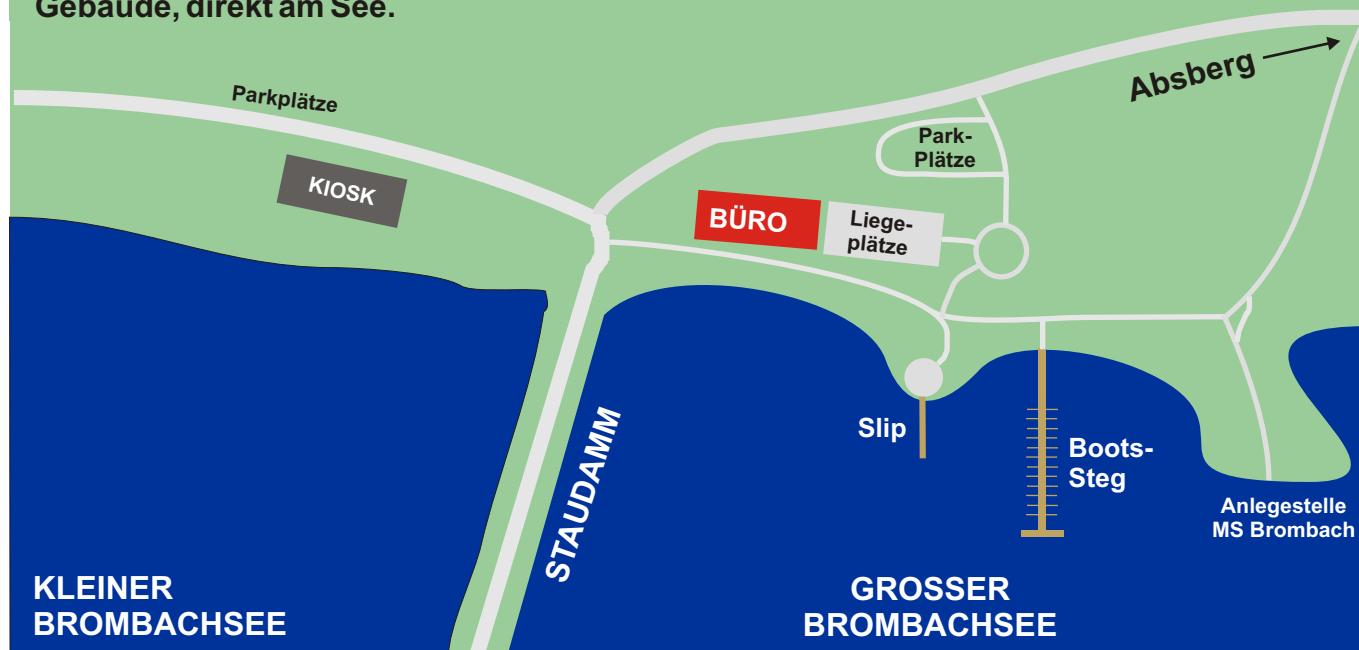 Gebäude, direkt am See.
Parkplätze
Absberg
Park-
Plätze
KIOSK
BÜRO
Liege-
plätze
Slip
Boots-
Steg
STAUDAMM
Anlegestelle
MS Brombach
KLEINER
BROMBACHSEE
GROSSER
BROMBACHSEE